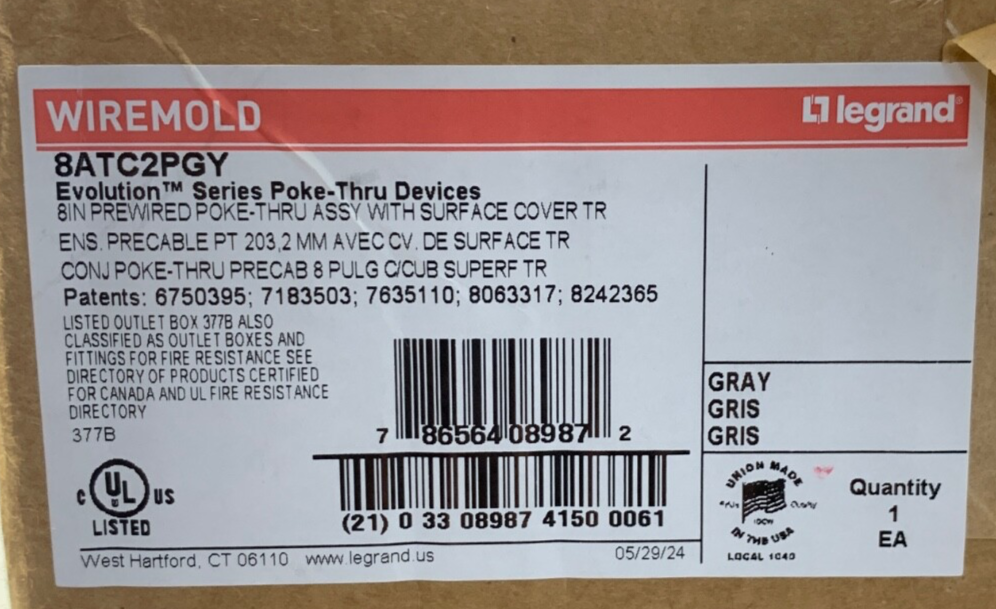 WIREMOLD
legrand®
8ATC2PGY
Evolution™ Series Poke-Thru Devices
8IN PREWIRED POKE-THRU ASSY WITH SURFACE COVER TR
ENS. PRECABLE PT 203,2 MM AVEC CV. DE SURFACE TR
CONJ POKE-THRU PRECAB 8 PULG C/CUB SUPERF TR
Patents: 6750395; 7183503; 7635110; 8063317; 8242365
LISTED OUTLET BOX 377B ALSO
CLASSIFIED AS OUTLET BOXES AND
FITTINGS FOR FIRE RESISTANCE SEE
DIRECTORY OF PRODUCTS CERTIFIED
FOR CANADA AND UL FIRE RESISTANCE
DIRECTORY
377B
7 86564 08987 2
(21) 0 33 08987 4150 0061
C UL US
LISTED
West Hartford, CT 06110 www.legrand.us
05/29/24
GRAY
GRIS
GRIS
UNION MADE
Quality
IBEW
IN THE USA
LOCAL 1040
Quantity
1
EA